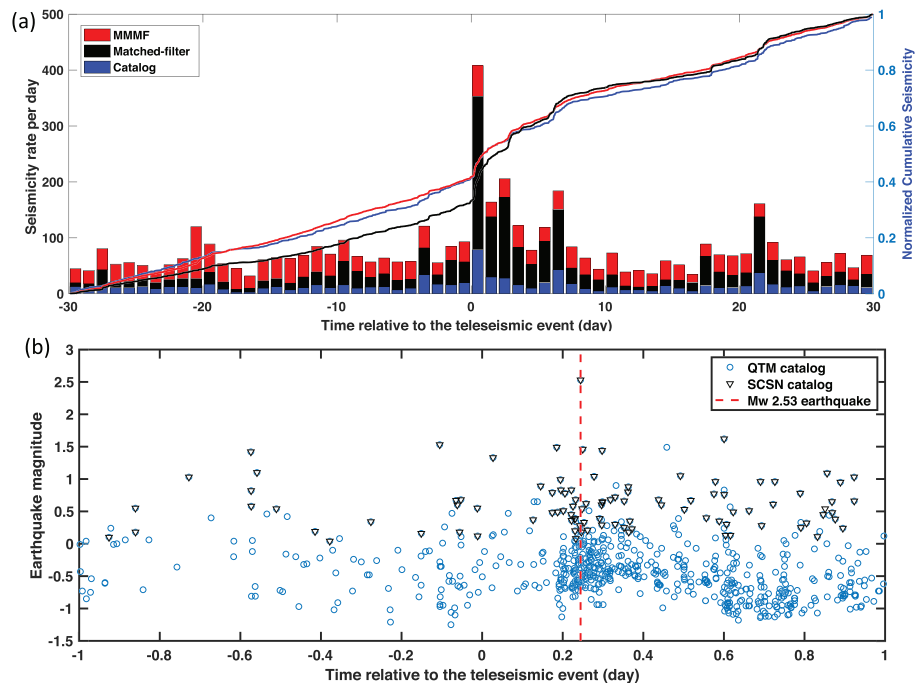 (a)
500
400
300
200
100
0
Seismicity rate per day
MMMF
Matched-filter
Catalog
1
0.8
0.6
0.4
0.2
0
Normalized Cumulative Seismicity
-30 -20 -10 0 10 20 30
Time relative to the teleseismic event (day)
(b)
3
2.5
2
1.5
1
0.5
0
-0.5
-1
-1.5
Earthquake magnitude
QTM catalog
SCSN catalog
Mw 2.53 earthquake
-1 -0.8 -0.6 -0.4 -0.2 0 0.2 0.4 0.6 0.8 1
Time relative to the teleseismic event (day)